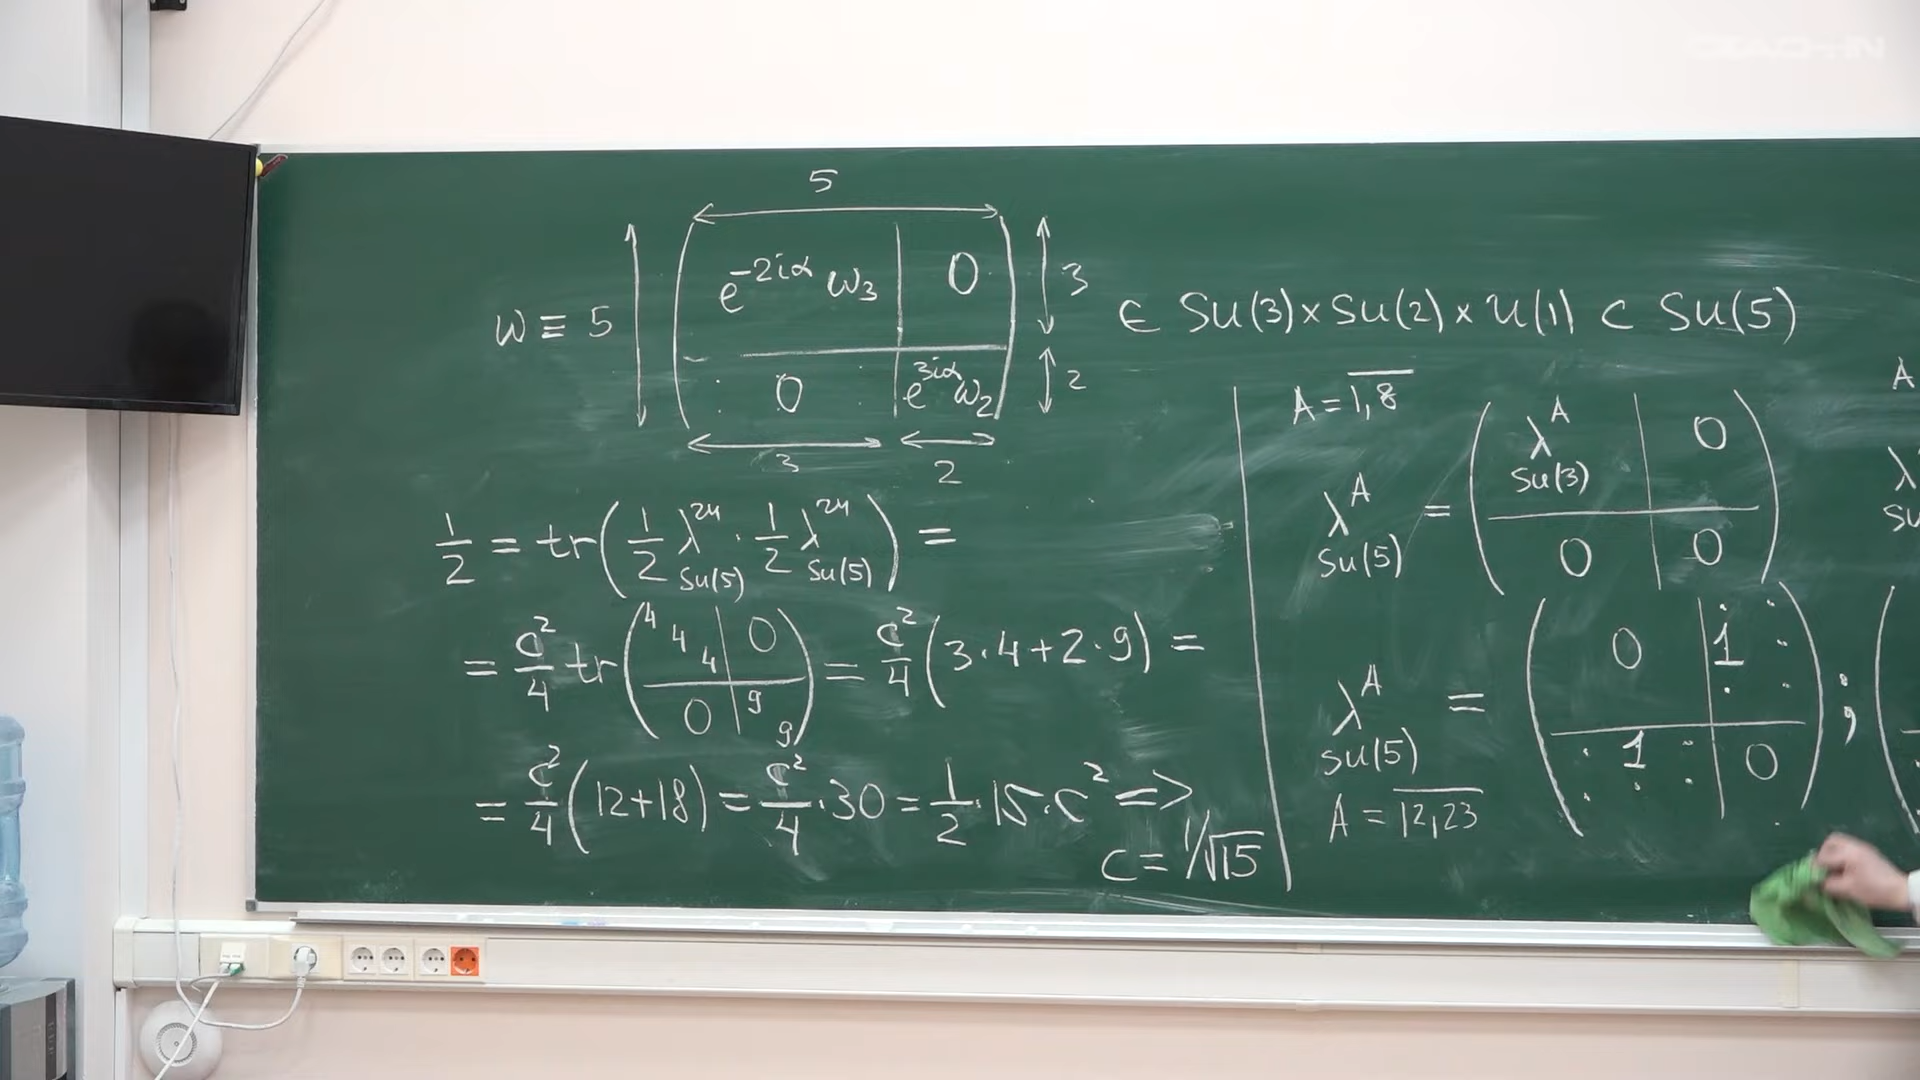 5
ω ≡ 5 ( e^{-2iα} ω₃ | 0 ) 3 ∈ SU(3)×SU(2)×U(1) ⊂ SU(5)
( 0 | e^{3iα} ω₂ ) 2
3 2
1/2 = tr( 1/2 λ^{24}_{SU(5)} · 1/2 λ^{24}_{SU(5)} ) =
= c²/4 tr( 4 4 4 | 0
0 | 9 9 ) = c²/4 (3·4+2·9) =
= c²/4 (12+18) = c²/4 ·30 = 1/2 ·15·c² =>
c = 1/√15
A = \overline{1,8}
λ^A_{SU(5)} = ( λ^A_{SU(3)} | 0
0 | 0 )
λ^A_{SU(5)} = ( 0 | 1
1 | 0 ) ; (
A = \overline{12,23}
A
λ
SU